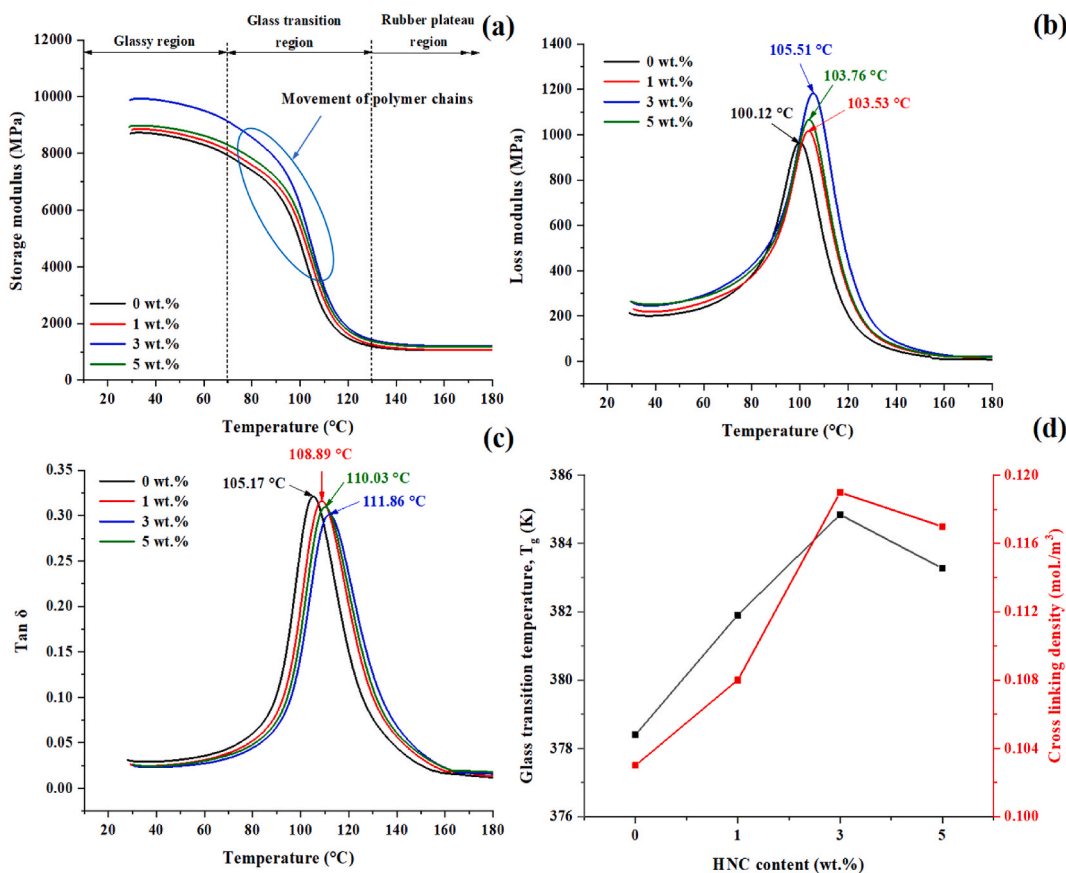 (a)
Glassy region
Glass transition
region
Rubber plateau
region
Movement of polymer chains
12000
10000
8000
6000
4000
2000
0
Storage modulus (MPa)
0 wt.%
1 wt.%
3 wt.%
5 wt.%
20 40 60 80 100 120 140 160 180
Temperature (°C)
(b)
1400
1200
1000
800
600
400
200
0
Loss modulus (MPa)
0 wt.%
1 wt.%
3 wt.%
5 wt.%
105.51 °C
103.76 °C
103.53 °C
100.12 °C
20 40 60 80 100 120 140 160 180
Temperature (°C)
(c)
0.35
0.30
0.25
0.20
0.15
0.10
0.05
0.00
Tan δ
0 wt.%
1 wt.%
3 wt.%
5 wt.%
108.89 °C
105.17 °C
110.03 °C
111.86 °C
20 40 60 80 100 120 140 160 180
Temperature (°C)
(d)
386
384
382
380
378
376
Glass transition temperature, Tg (K)
0.120
0.116
0.112
0.108
0.104
0.100
Cross linking density (mol./m³)
0 1 3 5
HNC content (wt.%)